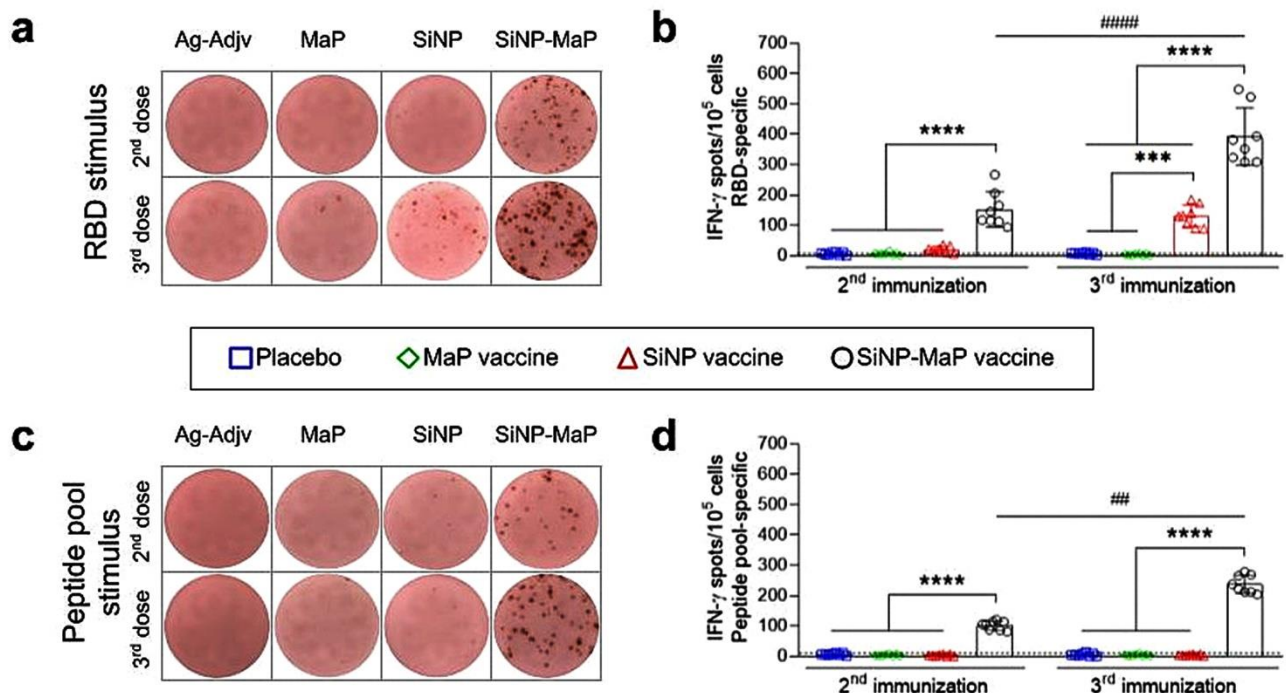 a
Ag-Adjv MaP SiNP SiNP-MaP
RBD stimulus
2nd dose
3rd dose
b
IFN-γ spots/10⁵ cells
RBD-specific
700
600
500
400
300
200
100
0
####
****
****
***
2nd immunization 3rd immunization
Placebo MaP vaccine SiNP vaccine SiNP-MaP vaccine
c
Ag-Adjv MaP SiNP SiNP-MaP
Peptide pool
stimulus
2nd dose
3rd dose
d
IFN-γ spots/10⁵ cells
Peptide pool-specific
700
600
500
400
300
200
100
0
##
****
****
2nd immunization 3rd immunization